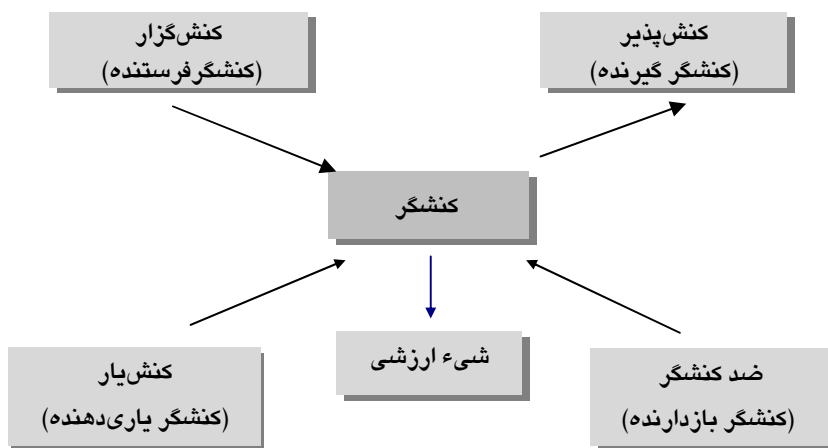 کنش‌پذیر
(کنشگر گیرنده)
کنش‌گزار
(کنشگرفرستنده)
کنشگر
شیء ارزشی
ضد کنشگر
(کنشگر بازدارنده)
کنش‌یار
(کنشگر یاری‌دهنده)